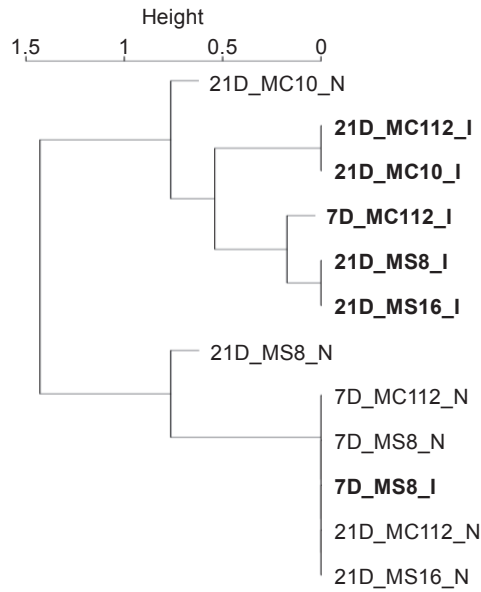 Height
1.5 1 0.5 0
21D_MC10_N
21D_MC112_I
21D_MC10_I
7D_MC112_I
21D_MS8_I
21D_MS16_I
21D_MS8_N
7D_MC112_N
7D_MS8_N
7D_MS8_I
21D_MC112_N
21D_MS16_N